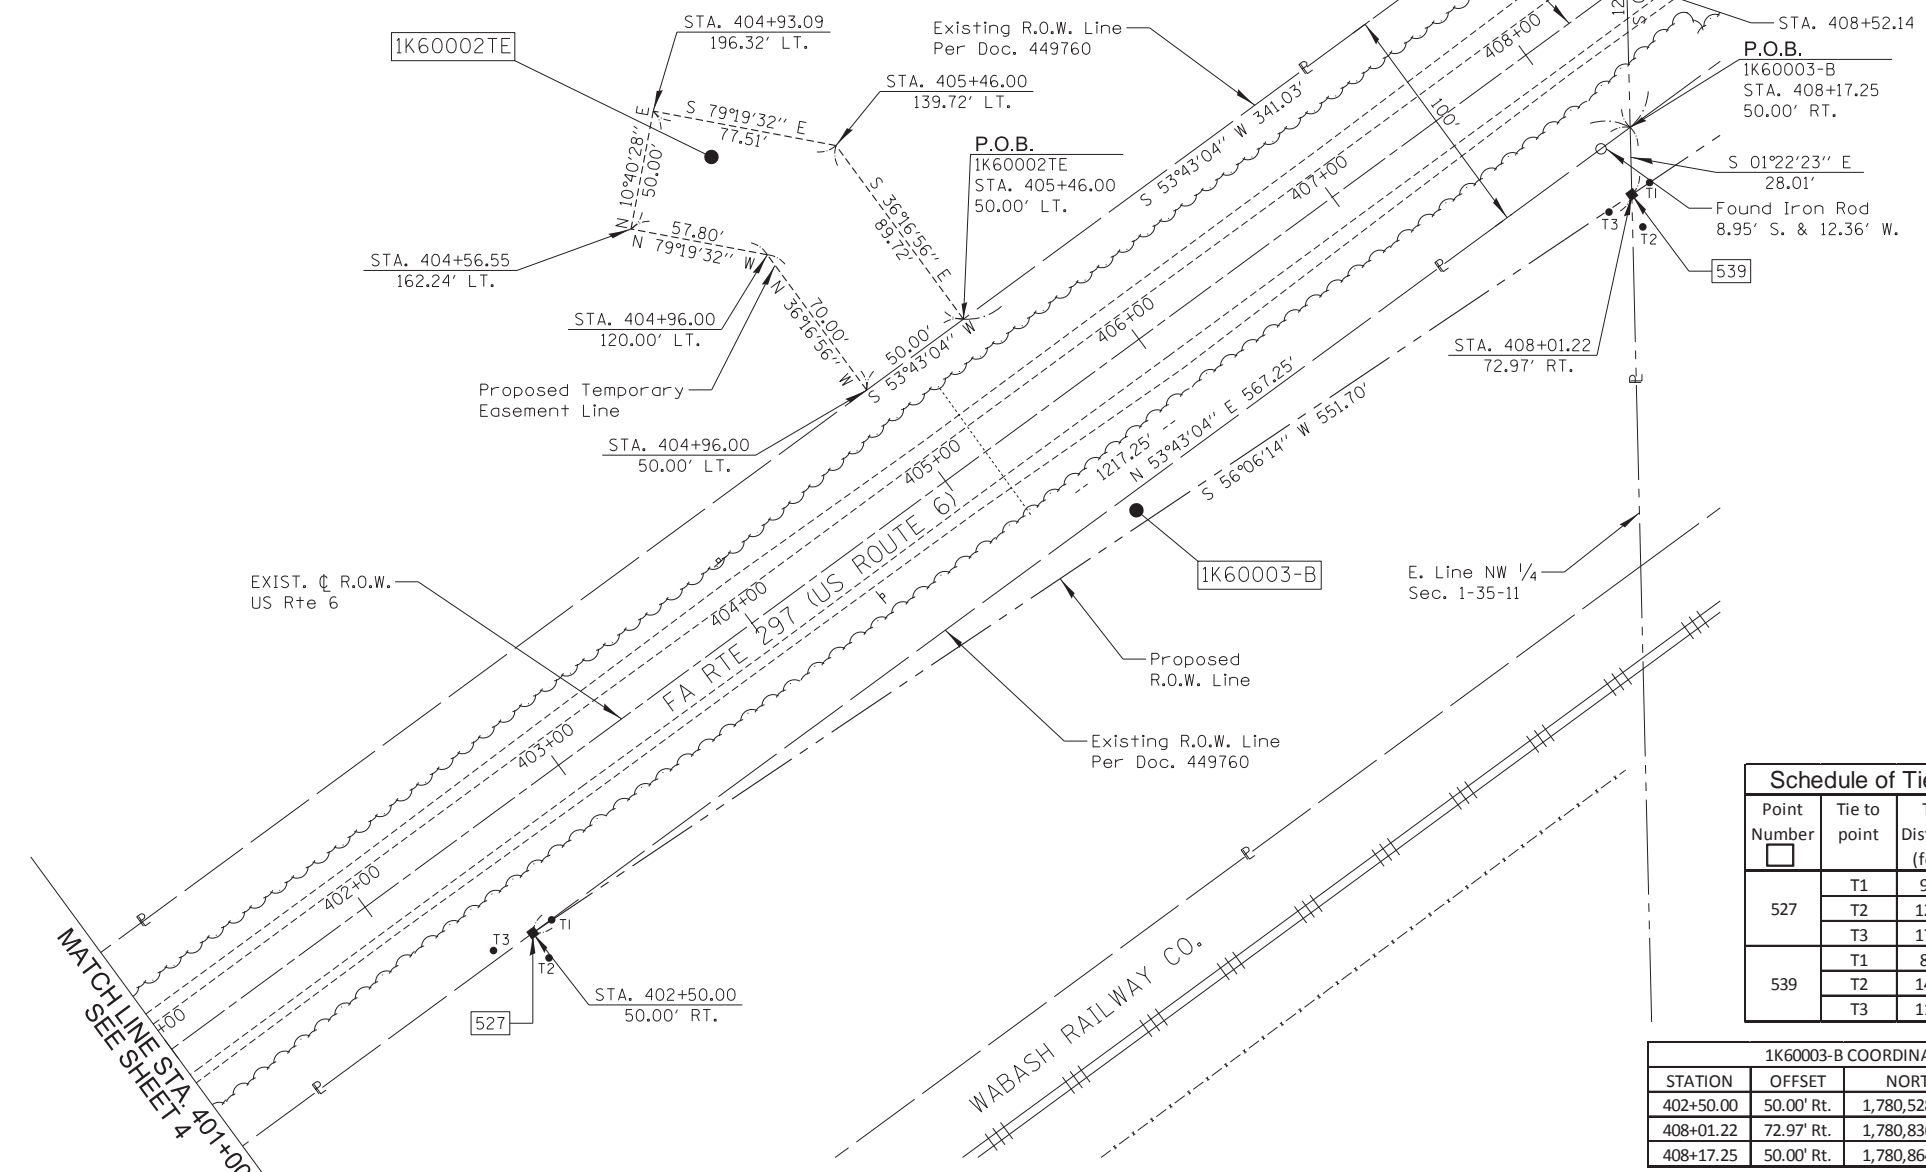 STA. 404+93.09
196.32' LT.
1K60002TE
Existing R.O.W. Line
Per Doc. 449760
STA. 405+46.00
139.72' LT.
S 79°19'32'' E
77.51'
N 10°40'28'' E
50.00'
P.O.B.
1K60002TE
STA. 405+46.00
50.00' LT.
S 36°16'56'' E
89.72'
57.80'
N 79°19'32'' W
STA. 404+56.55
162.24' LT.
STA. 404+96.00
120.00' LT.
70.00'
N 36°16'56'' W
50.00'
S 53°43'04'' W
Proposed Temporary
Easement Line
STA. 404+96.00
50.00' LT.
S 53°43'04'' W 341.03'
100'
408+00
407+00
406+00
405+00
404+00
403+00
402+00
+00
STA. 408+52.14
P.O.B.
1K60003-B
STA. 408+17.25
50.00' RT.
S 01°22'23'' E
28.01'
Found Iron Rod
8.95' S. & 12.36' W.
T1
T3
T2
539
STA. 408+01.22
72.97' RT.
1217.25'
N 53°43'04'' E 567.25'
S 56°06'14'' W 551.70'
FA RTE 297 (US ROUTE 6)
EXIST. ℄ R.O.W.
US Rte 6
1K60003-B
E. Line NW 1/4
Sec. 1-35-11
Proposed
R.O.W. Line
Existing R.O.W. Line
Per Doc. 449760
T1
T3
T2
STA. 402+50.00
50.00' RT.
527
WABASH RAILWAY CO.
MATCH LINE STA. 401+00
SEE SHEET 4
Schedule of Tie
Point Number
Tie to point
527
T1
T2
T3
539
T1
T2
T3
1K60003-B COORDINA
STATION OFFSET NORT
402+50.00 50.00' Rt. 1,780,528
408+01.22 72.97' Rt. 1,780,83
408+17.25 50.00' Rt. 1,780,86